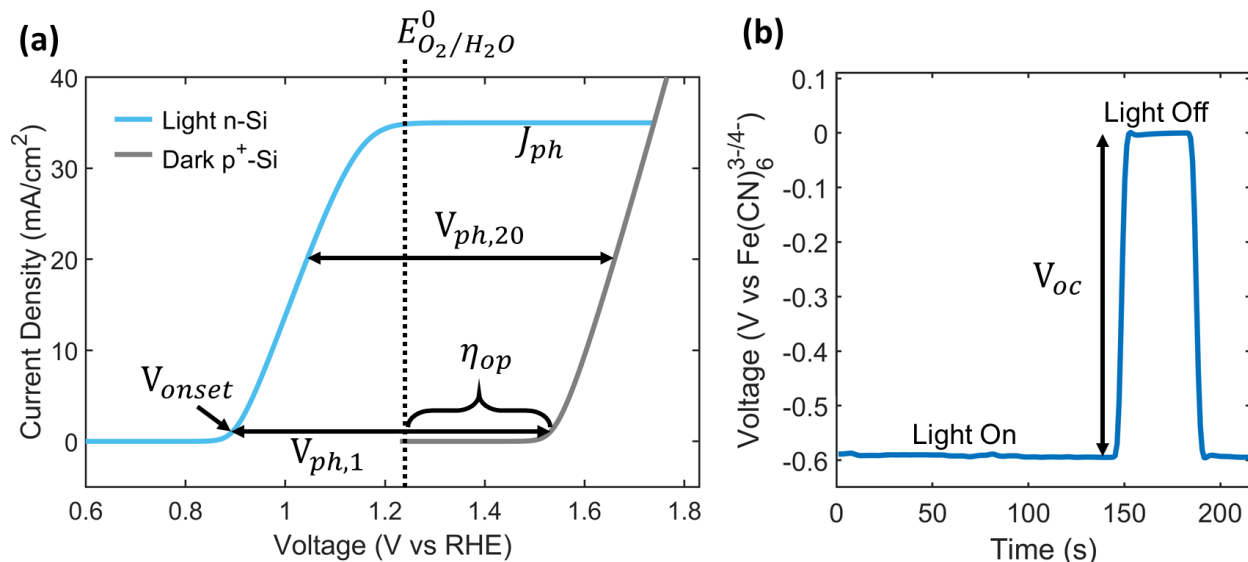 (a)
E⁰O₂/H₂O
40
30
20
10
0
Current Density (mA/cm²)
Light n-Si
Dark p⁺-Si
Jph
Vph,20
ηop
Vonset
Vph,1
0.6
0.8
1
1.2
1.4
1.6
1.8
Voltage (V vs RHE)
(b)
0.1
0
-0.1
-0.2
-0.3
-0.4
-0.5
-0.6
Voltage (V vs Fe(CN)₆³⁻/⁴⁻)
Light Off
Voc
Light On
0
50
100
150
200
Time (s)